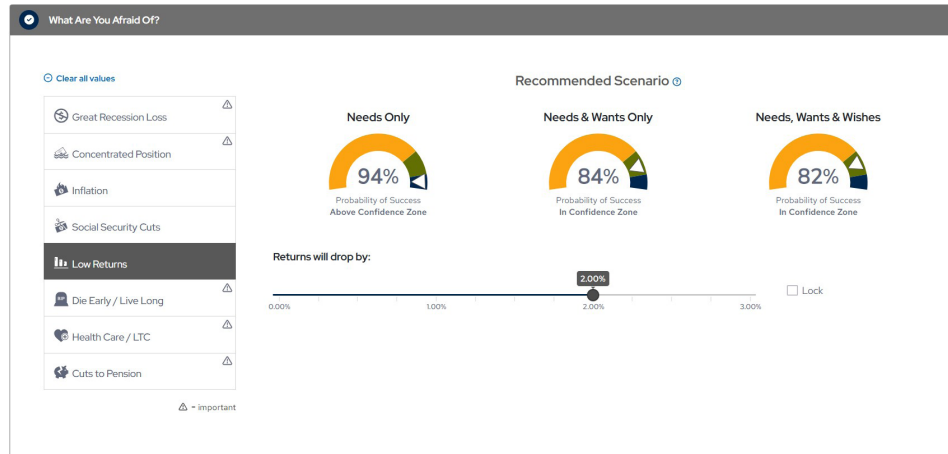 What Are You Afraid Of?
Clear all values
Great Recession Loss
Concentrated Position
Inflation
Social Security Cuts
Low Returns
Die Early / Live Long
Health Care / LTC
Cuts to Pension
= important
Recommended Scenario
Needs Only
94%
Probability of Success
Above Confidence Zone
Needs & Wants Only
84%
Probability of Success
In Confidence Zone
Needs, Wants & Wishes
82%
Probability of Success
In Confidence Zone
Returns will drop by:
2.00%
0.00% 1.00% 2.00% 3.00%
Lock